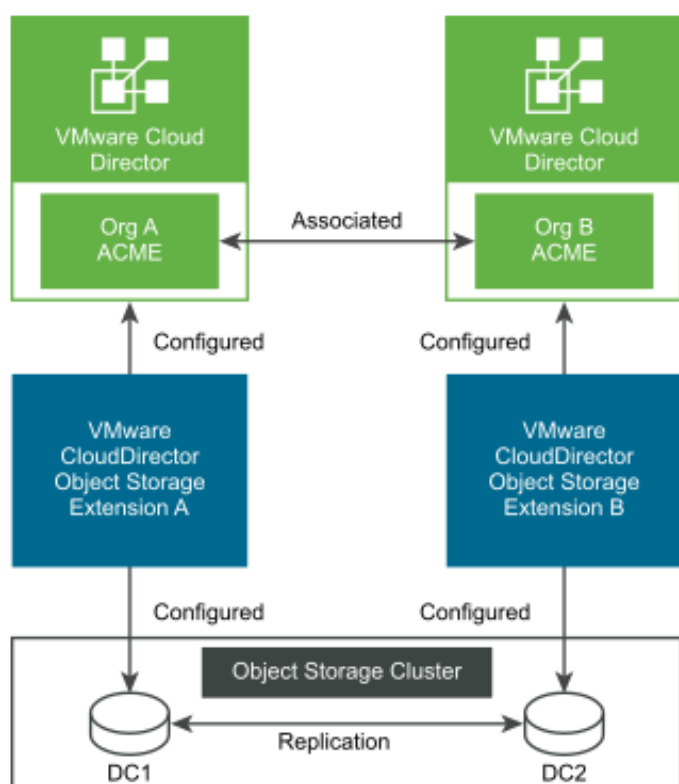 VMware Cloud
Director
VMware Cloud
Director
Org A
ACME
Associated
Org B
ACME
Configured
Configured
VMware
CloudDirector
Object Storage
Extension A
VMware
CloudDirector
Object Storage
Extension B
Configured
Configured
Object Storage Cluster
Replication
DC1
DC2